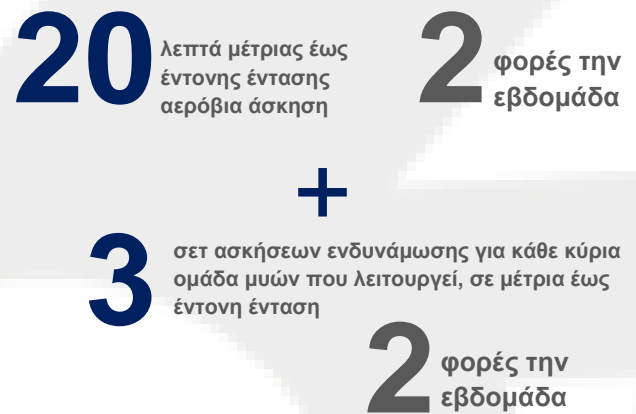 20 λεπτά μέτριας έως
έντονης έντασης
αερόβια άσκηση
2 φορές την
εβδομάδα
+
3 σετ ασκήσεων ενδυνάμωσης για κάθε κύρια
ομάδα μυών που λειτουργεί, σε μέτρια έως
έντονη ένταση
2 φορές την
εβδομάδα